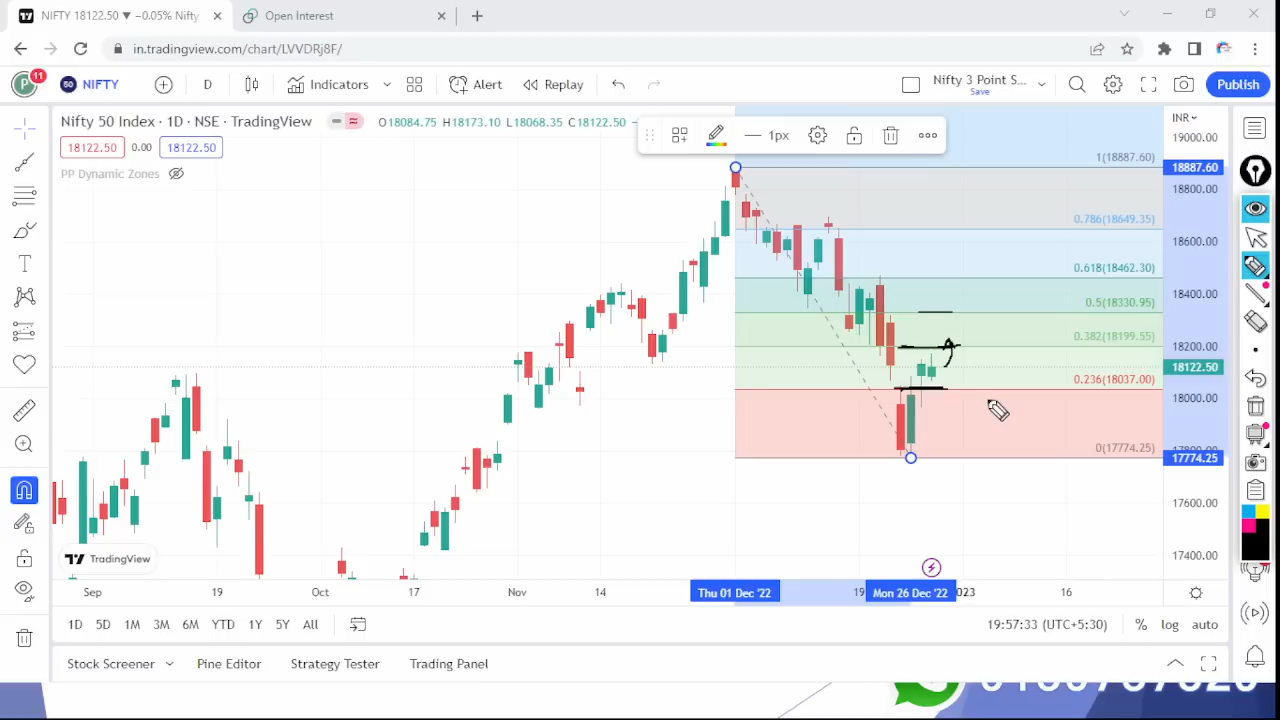 NIFTY 18122.50 ▼ −0.05% Nifty
Open Interest
in.tradingview.com/chart/LVVDRj8F/
P
11
50
NIFTY
D
Indicators
Alert
Replay
Nifty 3 Point S...
Save
Publish
Nifty 50 Index · 1D · NSE · TradingView
O18084.75 H18173.10 L18068.35 C18122.50
18122.50 0.00 18122.50
PP Dynamic Zones
1px
INR
19000.00
1(18887.60)
18887.60
18800.00
0.786(18649.35)
18600.00
0.618(18462.30)
18400.00
0.5(18330.95)
0.382(18199.55)
18200.00
18122.50
0.236(18037.00)
18000.00
0(17774.25)
17774.25
17600.00
17400.00
TradingView
Sep 19 Oct 17 Nov 14 Thu 01 Dec '22 19 Mon 26 Dec '22 023 16
1D 5D 1M 3M 6M YTD 1Y 5Y All
19:57:33 (UTC+5:30) % log auto
Stock Screener Pine Editor Strategy Tester Trading Panel